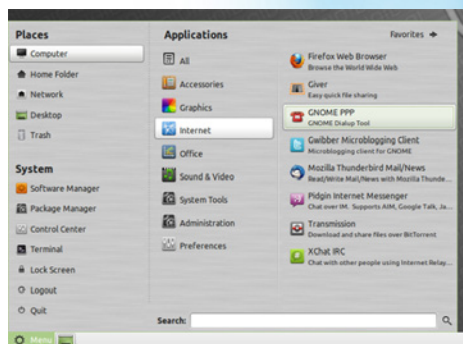 Places
Computer
Home Folder
Network
Desktop
Trash
System
Software Manager
Package Manager
Control Center
Terminal
Lock Screen
Logout
Quit
Applications
All
Accessories
Graphics
Internet
Office
Sound & Video
System Tools
Administration
Preferences
Favorites
Firefox Web Browser
Browse the World Wide Web
Giver
Easy quick file sharing
GNOME PPP
GNOME Dialup Tool
Gwibber Microblogging Client
Microblogging client for GNOME
Mozilla Thunderbird Mail/News
Read/Write Mail/News with Mozilla Thunde...
Pidgin Internet Messenger
Chat over IM. Supports AIM, Google Talk, Ja...
Transmission
Download and share files over BitTorrent
XChat IRC
Chat with other people using Internet Relay...
Search:
Menu